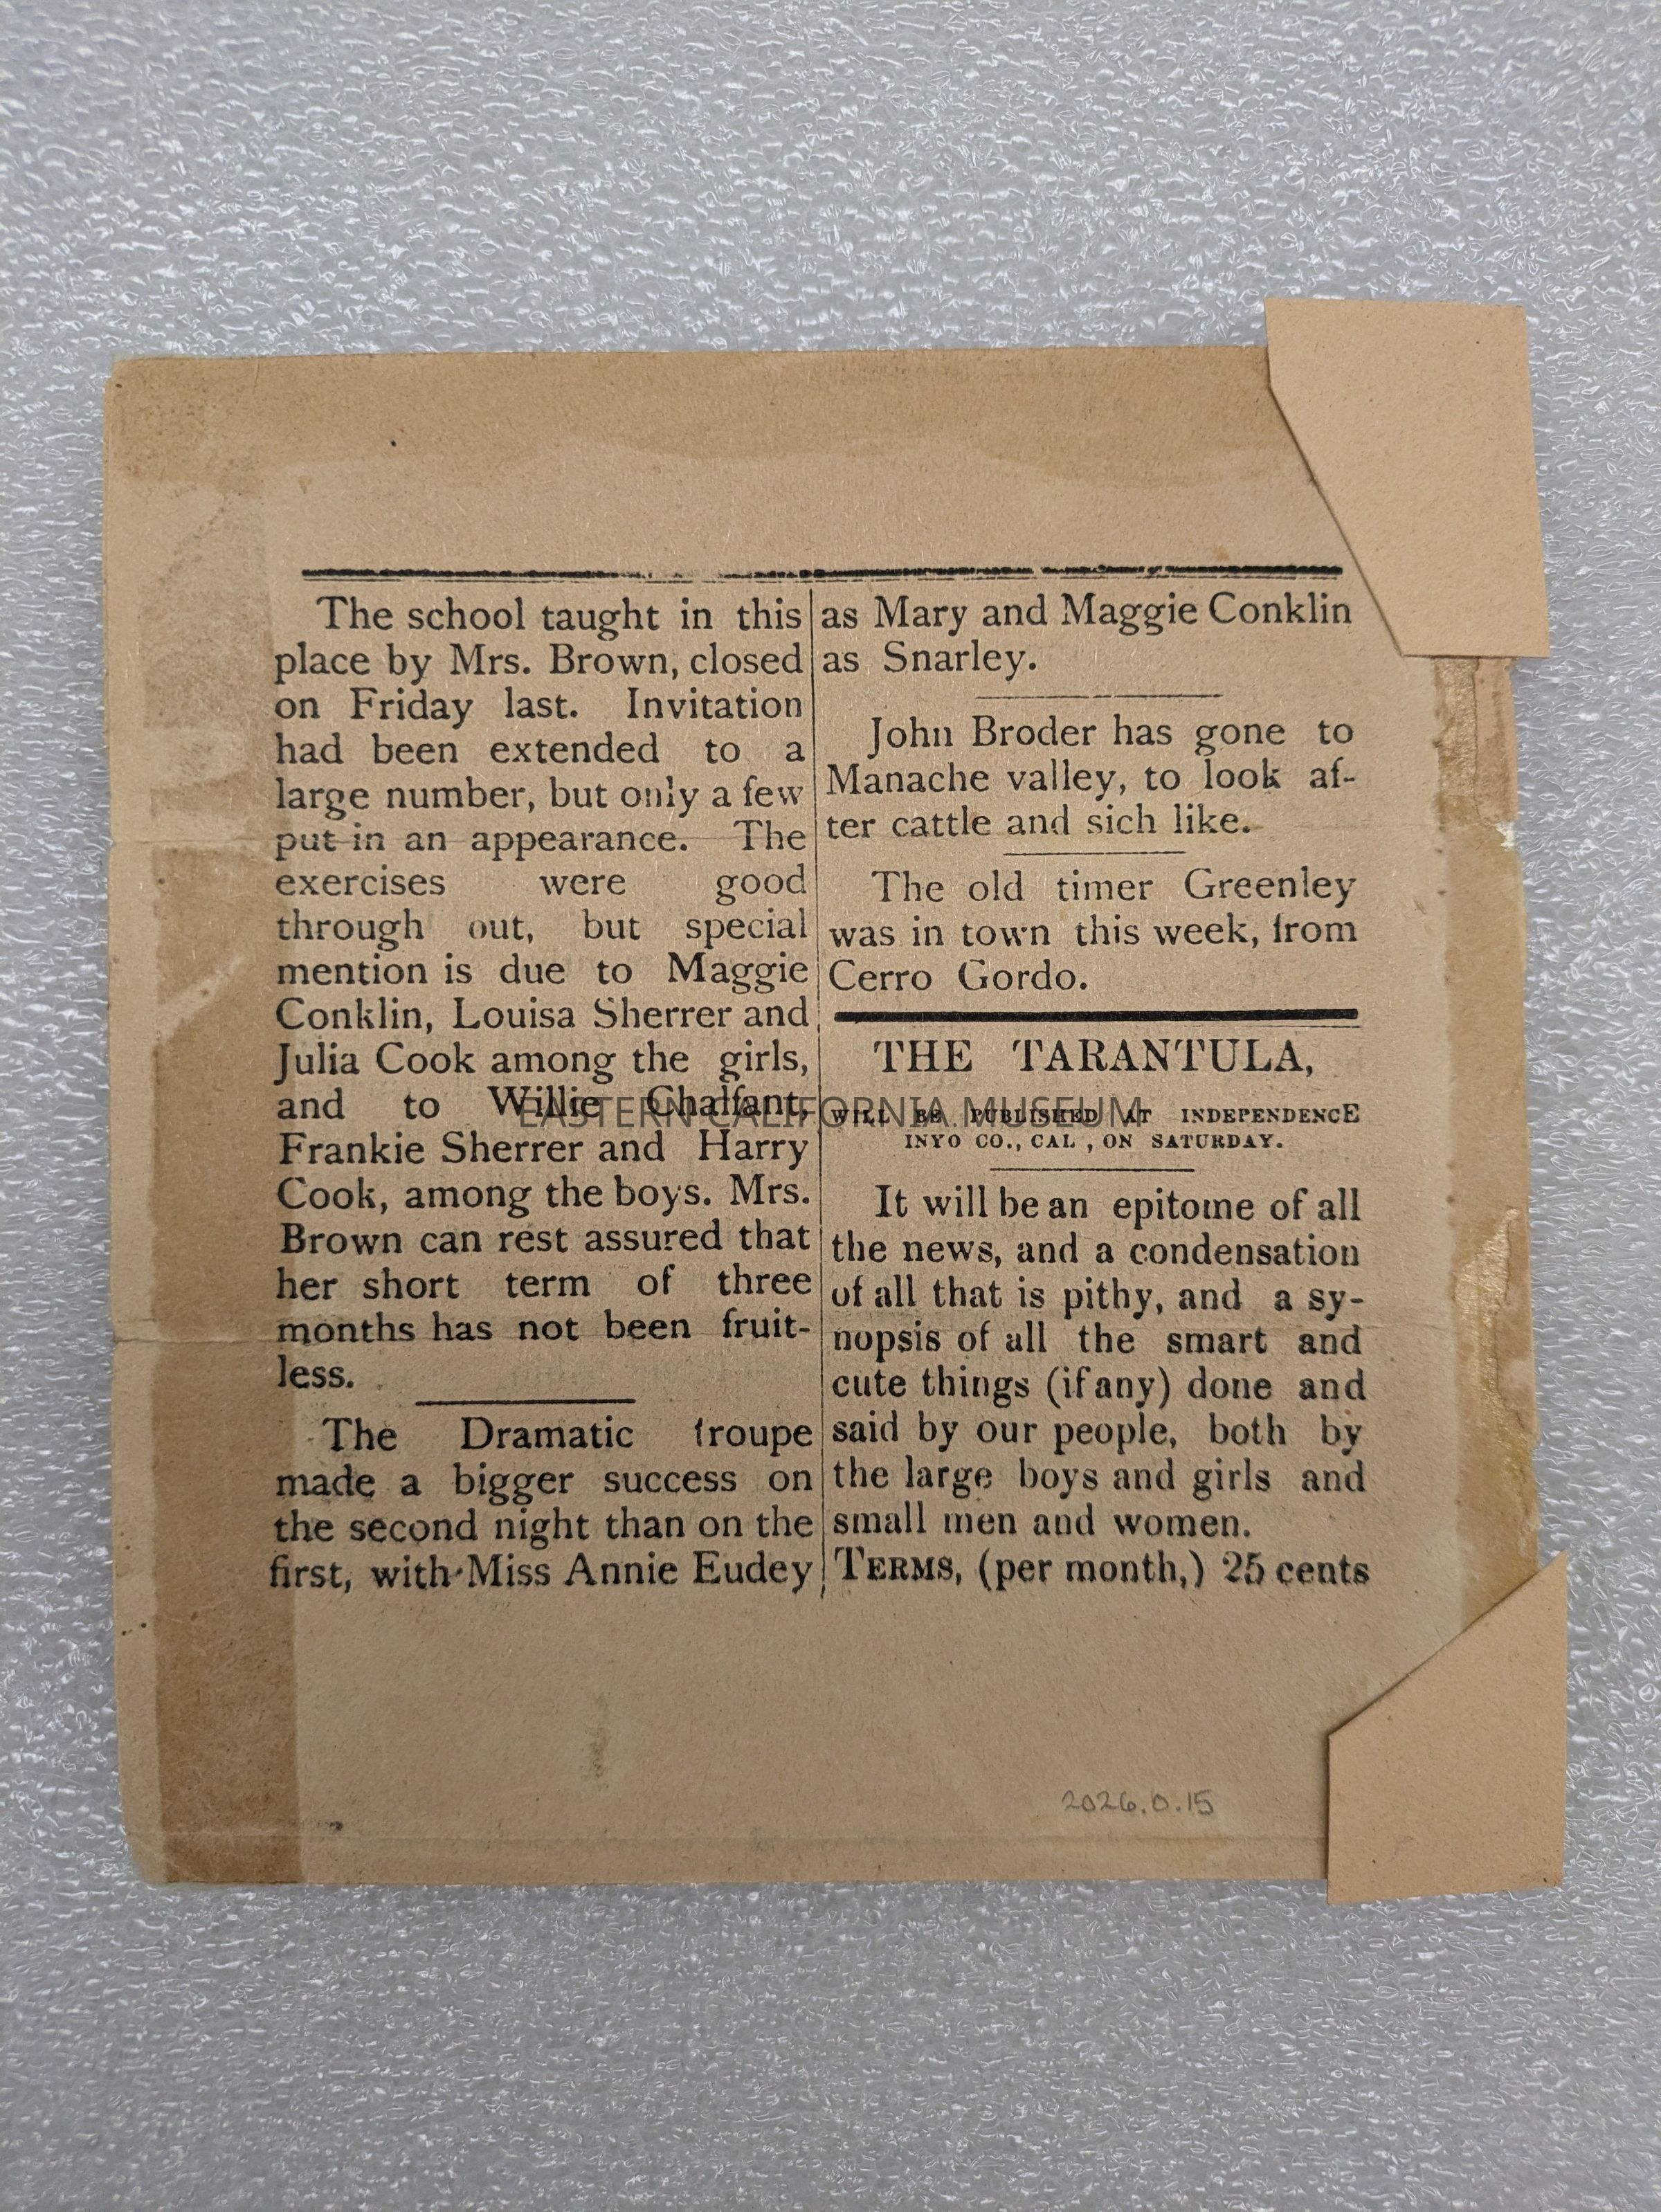 The school taught in this
place by Mrs. Brown, closed
on Friday last. Invitation
had been extended to a
large number, but only a few
put in an appearance. The
exercises were good
through out, but special
mention is due to Maggie
Conklin, Louisa Sherrer and
Julia Cook among the girls,
and to Willie Chalfant,
Frankie Sherrer and Harry
Cook, among the boys. Mrs.
Brown can rest assured that
her short term of three
months has not been fruit-
less.
The Dramatic troupe
made a bigger success on
the second night than on the
first, with Miss Annie Eudey
as Mary and Maggie Conklin
as Snarley.
John Broder has gone to
Manache valley, to look af-
ter cattle and sich like.
The old timer Greenley
was in town this week, from
Cerro Gordo.
THE TARANTULA,
WILL BE PUBLISHED AT INDEPENDENCE
INYO CO., CAL , ON SATURDAY.
It will be an epitome of all
the news, and a condensation
of all that is pithy, and a sy-
nopsis of all the smart and
cute things (if any) done and
said by our people, both by
the large boys and girls and
small men and women.
TERMS, (per month,) 25 cents
EASTERN CALIFORNIA MUSEUM
2026.0.15